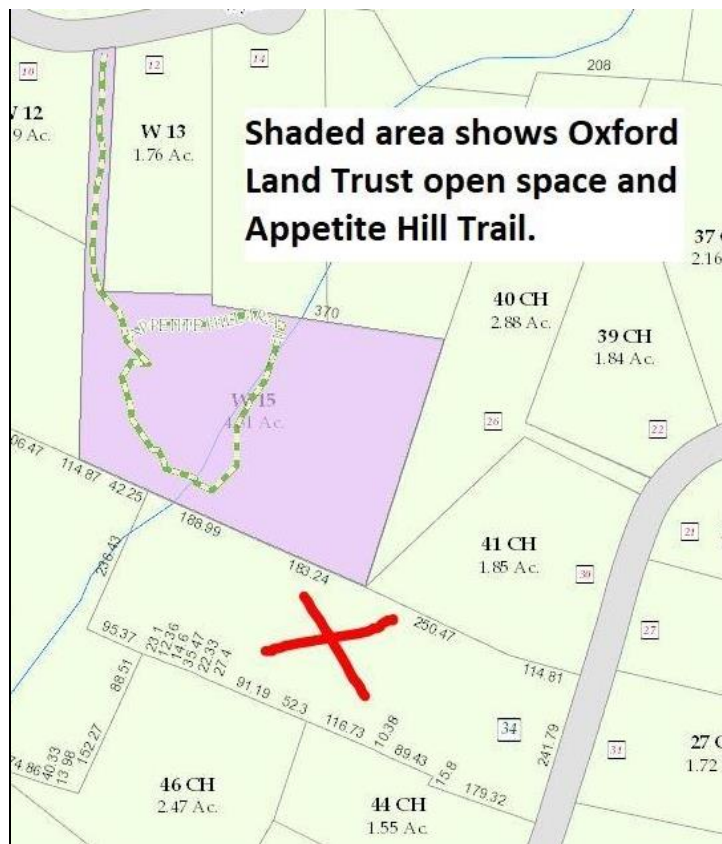 10
12
14
208
V 12
9 Ac.
W 13
1.76 Ac.
Shaded area shows Oxford
Land Trust open space and
Appetite Hill Trail.
37 C
2.16
40 CH
2.88 Ac.
370
39 CH
1.84 Ac.
W 15
26
22
06.47
114.87
42.25
188.99
183.24
236.43
41 CH
1.85 Ac.
30
21
27
250.47
114.81
95.37
23.1
12.36
14.6
35.47
22.33
27.4
91.19
52.3
116.73
10.38
89.43
15.8
179.32
34
241.79
31
27 C
1.72
88.51
152.27
74.86
40.33
13.98
46 CH
2.47 Ac.
44 CH
1.55 Ac.